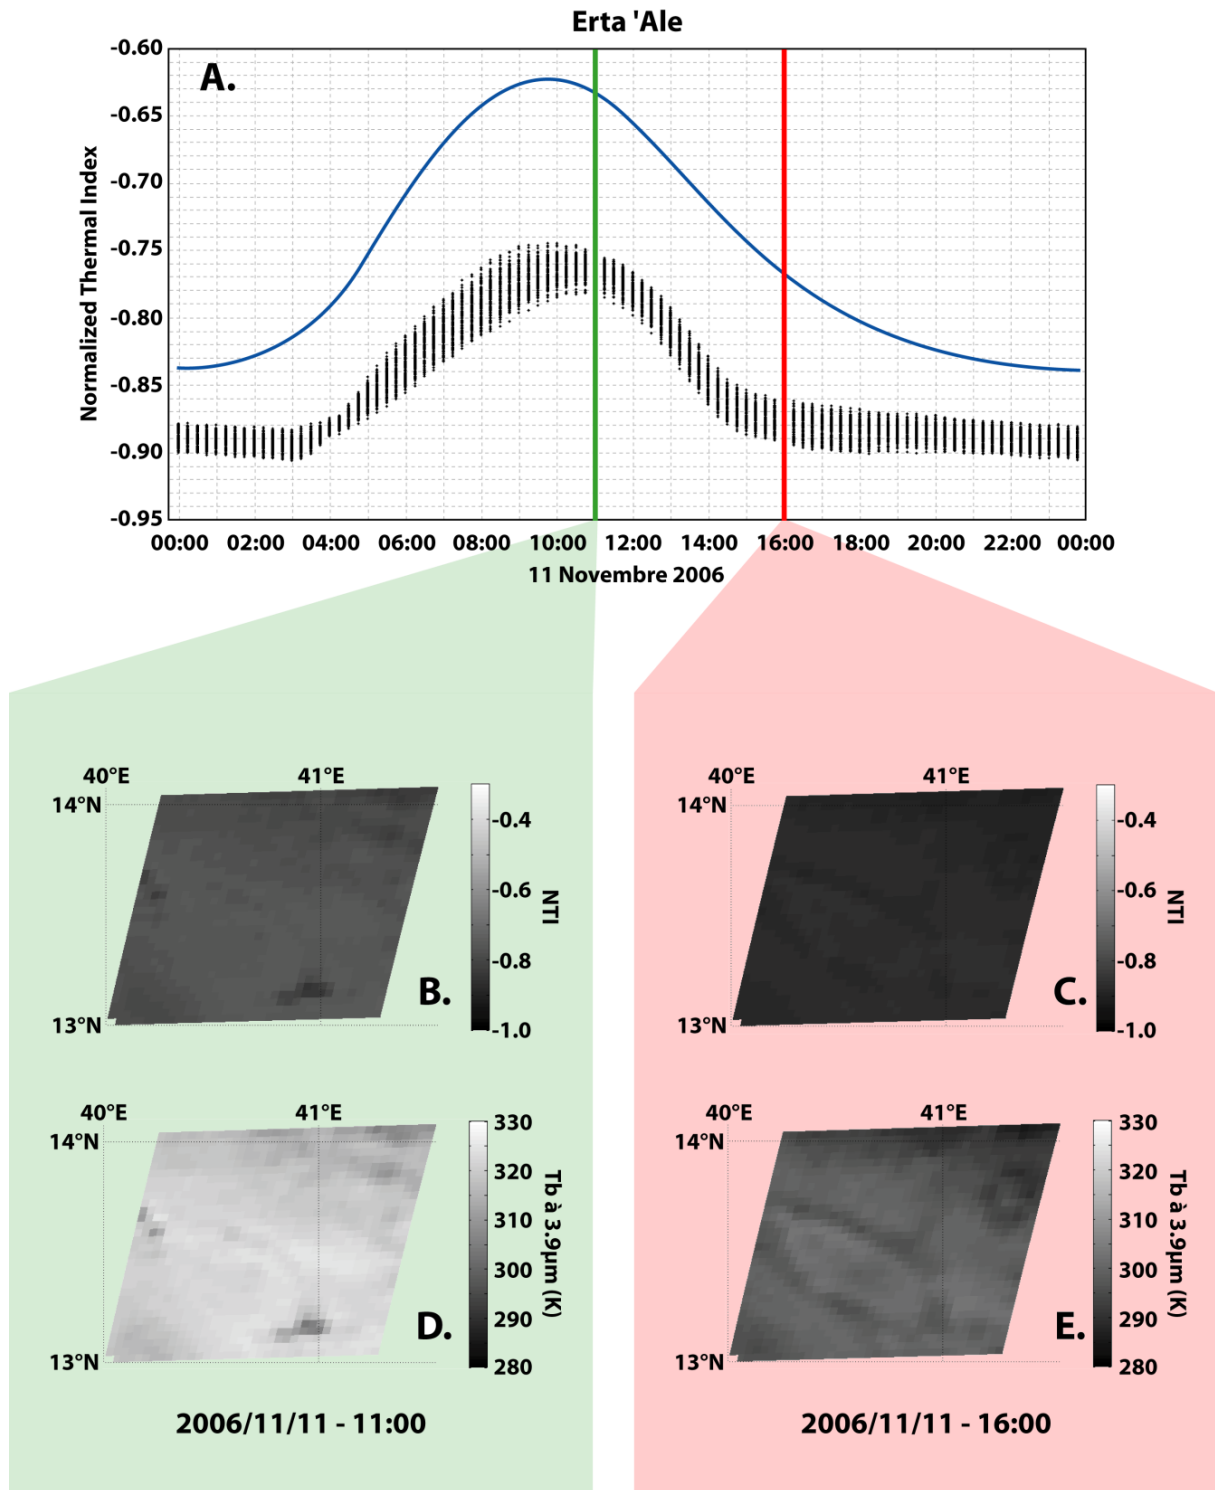 Erta 'Ale
A.
Normalized Thermal Index
-0.60
-0.65
-0.70
-0.75
-0.80
-0.85
-0.90
-0.95
00:00 02:00 04:00 06:00 08:00 10:00 12:00 14:00 16:00 18:00 20:00 22:00 00:00
11 Novembre 2006
40°E 41°E
14°N
13°N
-0.4
-0.6
-0.8
-1.0
NTI
B.
40°E 41°E
14°N
13°N
-0.4
-0.6
-0.8
-1.0
NTI
C.
40°E 41°E
14°N
13°N
330
320
310
300
290
280
Tb à 3.9µm (K)
D.
2006/11/11 - 11:00
40°E 41°E
14°N
13°N
330
320
310
300
290
280
Tb à 3.9µm (K)
E.
2006/11/11 - 16:00